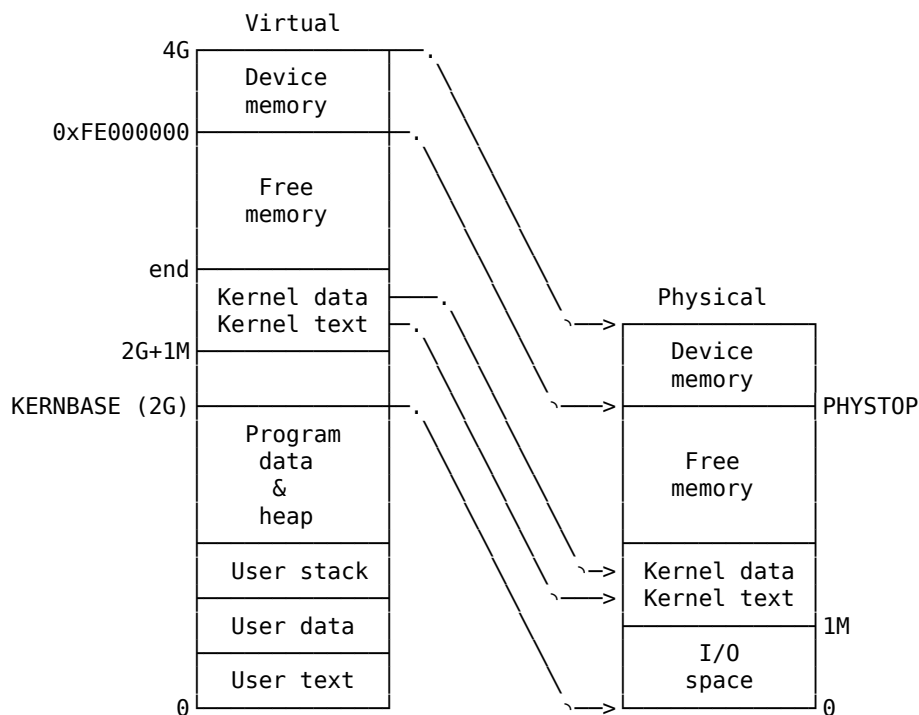 Virtual
4G
Device
memory
0xFE000000
Free
memory
end
Kernel data
Kernel text
2G+1M
KERNBASE (2G)
Program
data
&
heap
User stack
User data
User text
0
Physical
Device
memory
PHYSTOP
Free
memory
Kernel data
Kernel text
1M
I/O
space
0